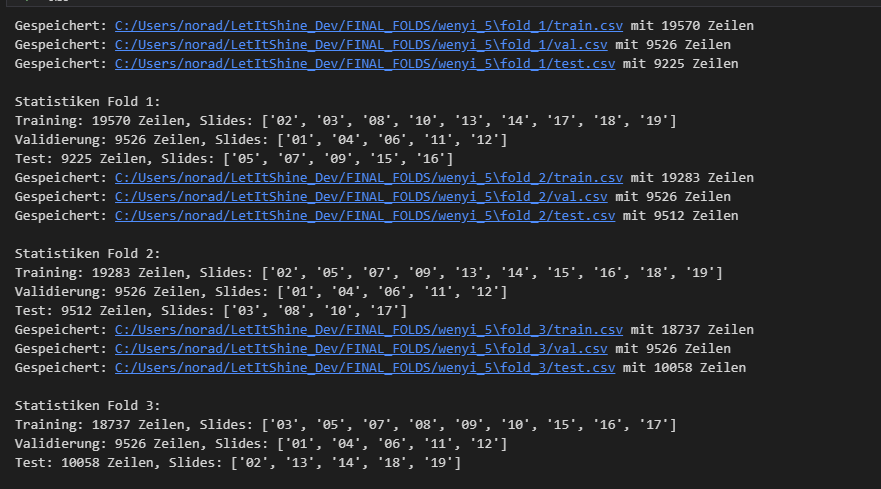 Gespeichert: C:/Users/norad/LetItShine_Dev/FINAL_FOLDS/wenyi_5\fold_1/train.csv mit 19570 Zeilen
Gespeichert: C:/Users/norad/LetItShine_Dev/FINAL_FOLDS/wenyi_5\fold_1/val.csv mit 9526 Zeilen
Gespeichert: C:/Users/norad/LetItShine_Dev/FINAL_FOLDS/wenyi_5\fold_1/test.csv mit 9225 Zeilen
Statistiken Fold 1:
Training: 19570 Zeilen, Slides: ['02', '03', '08', '10', '13', '14', '17', '18', '19']
Validierung: 9526 Zeilen, Slides: ['01', '04', '06', '11', '12']
Test: 9225 Zeilen, Slides: ['05', '07', '09', '15', '16']
Gespeichert: C:/Users/norad/LetItShine_Dev/FINAL_FOLDS/wenyi_5\fold_2/train.csv mit 19283 Zeilen
Gespeichert: C:/Users/norad/LetItShine_Dev/FINAL_FOLDS/wenyi_5\fold_2/val.csv mit 9526 Zeilen
Gespeichert: C:/Users/norad/LetItShine_Dev/FINAL_FOLDS/wenyi_5\fold_2/test.csv mit 9512 Zeilen
Statistiken Fold 2:
Training: 19283 Zeilen, Slides: ['02', '05', '07', '09', '13', '14', '15', '16', '18', '19']
Validierung: 9526 Zeilen, Slides: ['01', '04', '06', '11', '12']
Test: 9512 Zeilen, Slides: ['03', '08', '10', '17']
Gespeichert: C:/Users/norad/LetItShine_Dev/FINAL_FOLDS/wenyi_5\fold_3/train.csv mit 18737 Zeilen
Gespeichert: C:/Users/norad/LetItShine_Dev/FINAL_FOLDS/wenyi_5\fold_3/val.csv mit 9526 Zeilen
Gespeichert: C:/Users/norad/LetItShine_Dev/FINAL_FOLDS/wenyi_5\fold_3/test.csv mit 10058 Zeilen
Statistiken Fold 3:
Training: 18737 Zeilen, Slides: ['03', '05', '07', '08', '09', '10', '15', '16', '17']
Validierung: 9526 Zeilen, Slides: ['01', '04', '06', '11', '12']
Test: 10058 Zeilen, Slides: ['02', '13', '14', '18', '19']